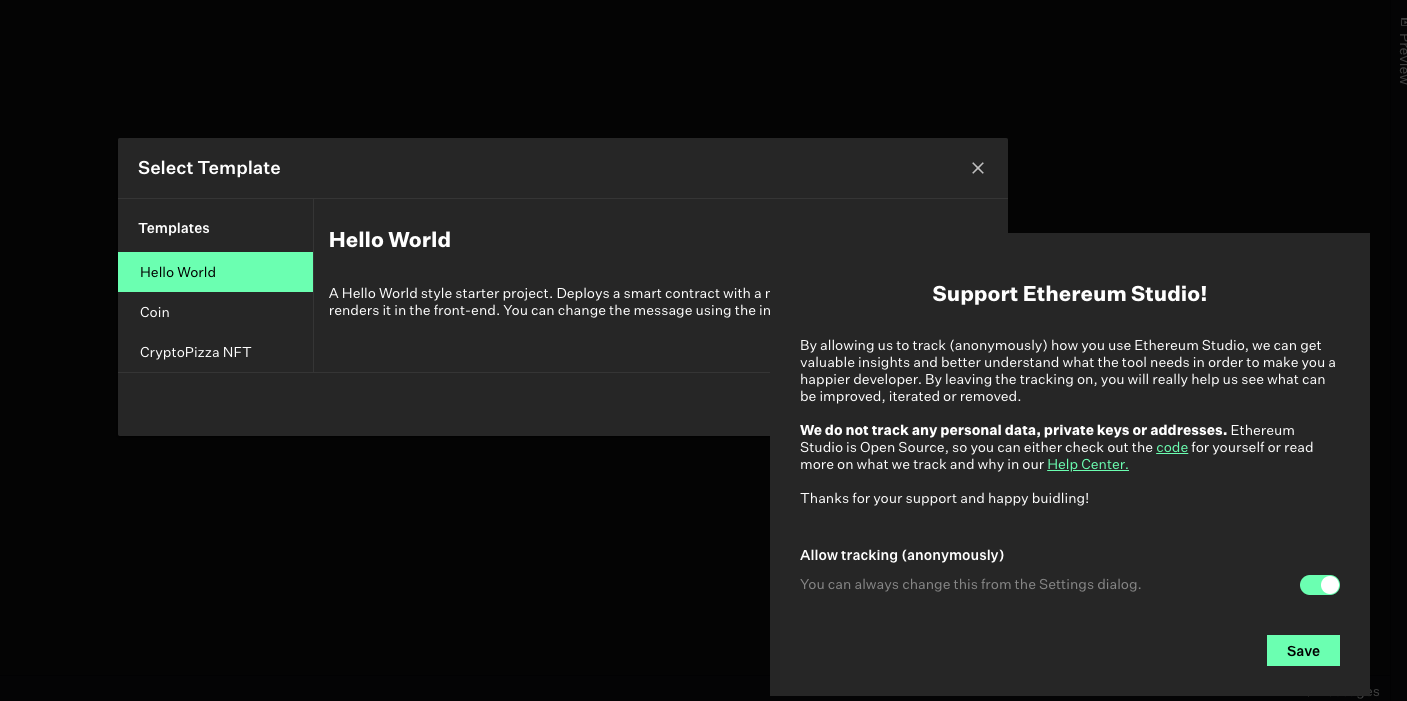 Preview
Select Template
Templates
Hello World
Coin
CryptoPizza NFT
Hello World
A Hello World style starter project. Deploys a smart contract with a
renders it in the front-end. You can change the message using the
Support Ethereum Studio!
By allowing us to track (anonymously) how you use Ethereum Studio, we can get
valuable insights and better understand what the tool needs in order to make you a
happier developer. By leaving the tracking on, you will really help us see what can
be improved, iterated or removed.
We do not track any personal data, private keys or addresses. Ethereum
Studio is Open Source, so you can either check out the code for yourself or read
more on what we track and why in our Help Center.
Thanks for your support and happy buidling!
Allow tracking (anonymously)
You can always change this from the Settings dialog.
Save